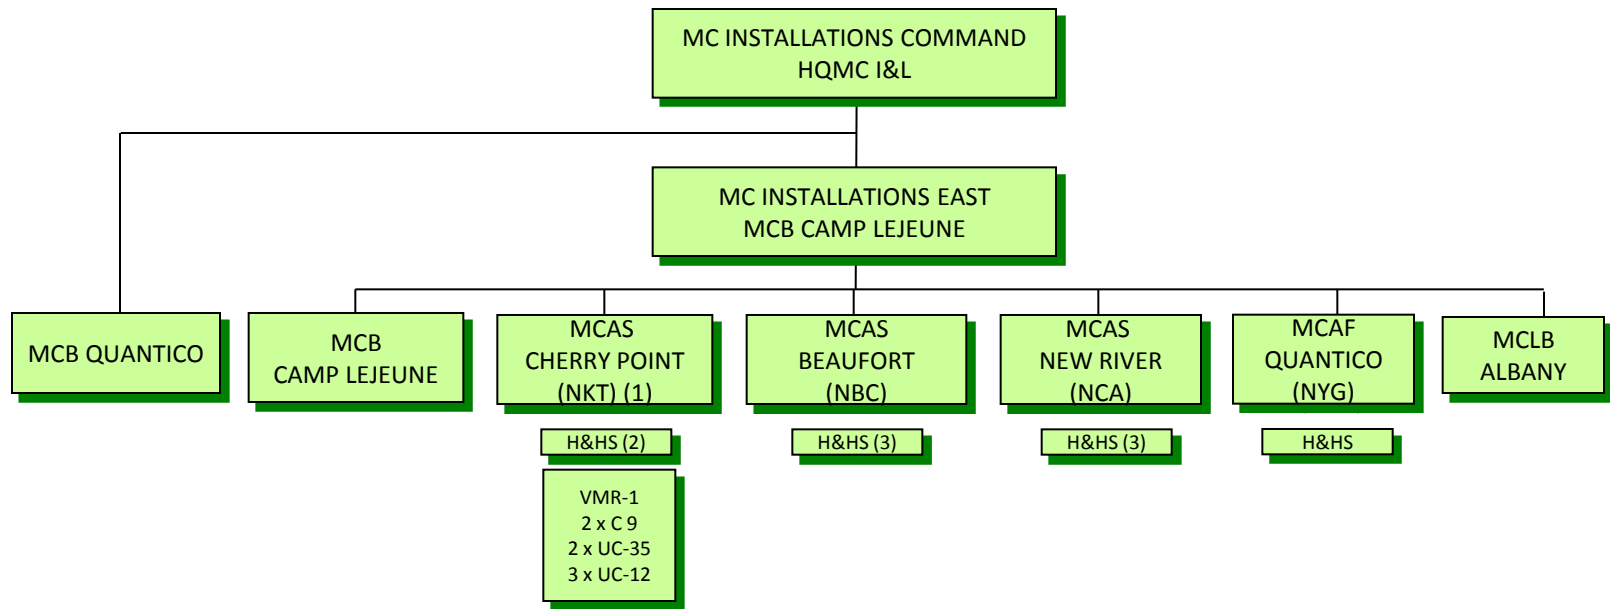 MC INSTALLATIONS COMMAND
HQMC I&L
MC INSTALLATIONS EAST
MCB CAMP LEJEUNE
MCB QUANTICO
MCB
CAMP LEJEUNE
MCAS
CHERRY POINT
(NKT) (1)
MCAS
BEAUFORT
(NBC)
MCAS
NEW RIVER
(NCA)
MCAF
QUANTICO
(NYG)
MCLB
ALBANY
H&HS (2)
H&HS (3)
H&HS (3)
H&HS
VMR-1
2 x C 9
2 x UC-35
3 x UC-12